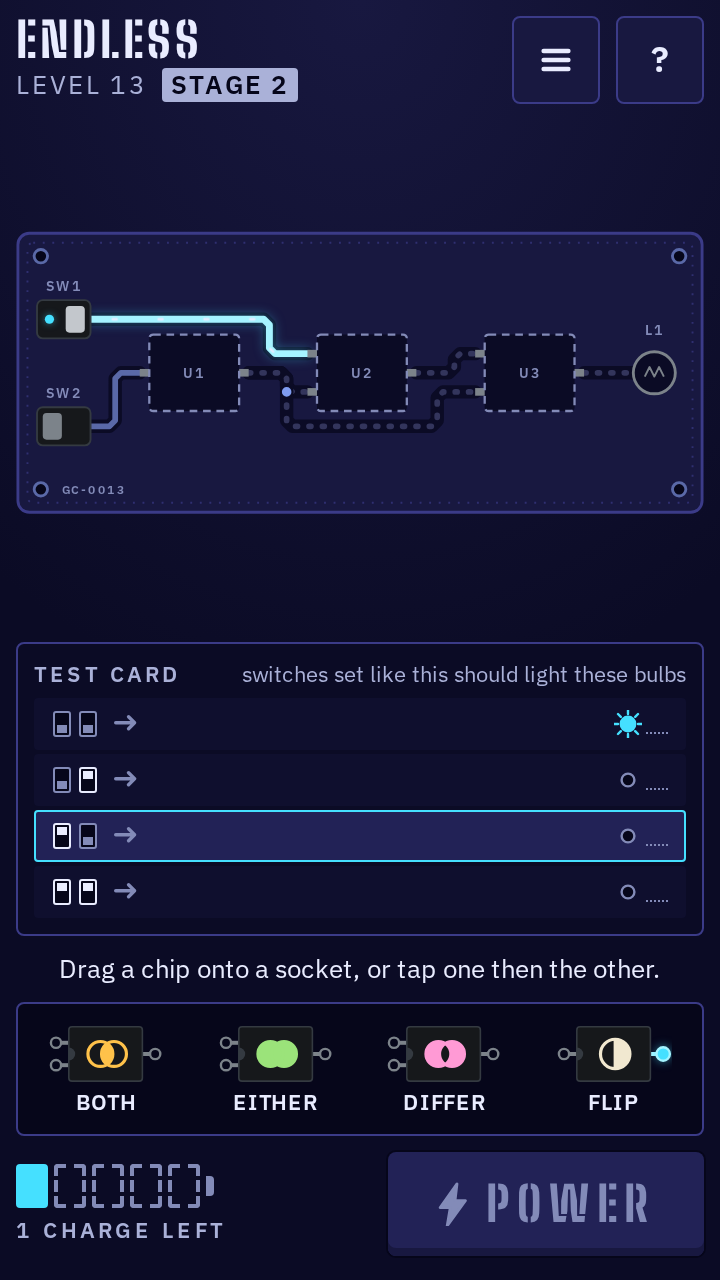 ENDLESS
LEVEL 13 STAGE 2
?
SW1
L1
U1 U2 U3
SW2
GC-0013
TEST CARD switches set like this should light these bulbs
Drag a chip onto a socket, or tap one then the other.
BOTH EITHER DIFFER FLIP
POWER
1 CHARGE LEFT